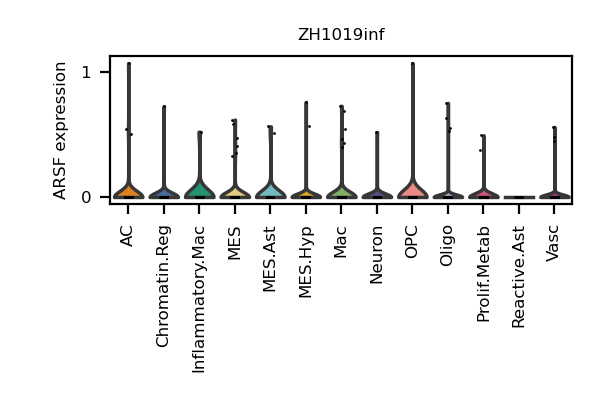 ZH1019inf
ARSF expression
1
0
AC
Chromatin.Reg
Inflammatory.Mac
MES
MES.Ast
MES.Hyp
Mac
Neuron
OPC
Oligo
Prolif.Metab
Reactive.Ast
Vasc